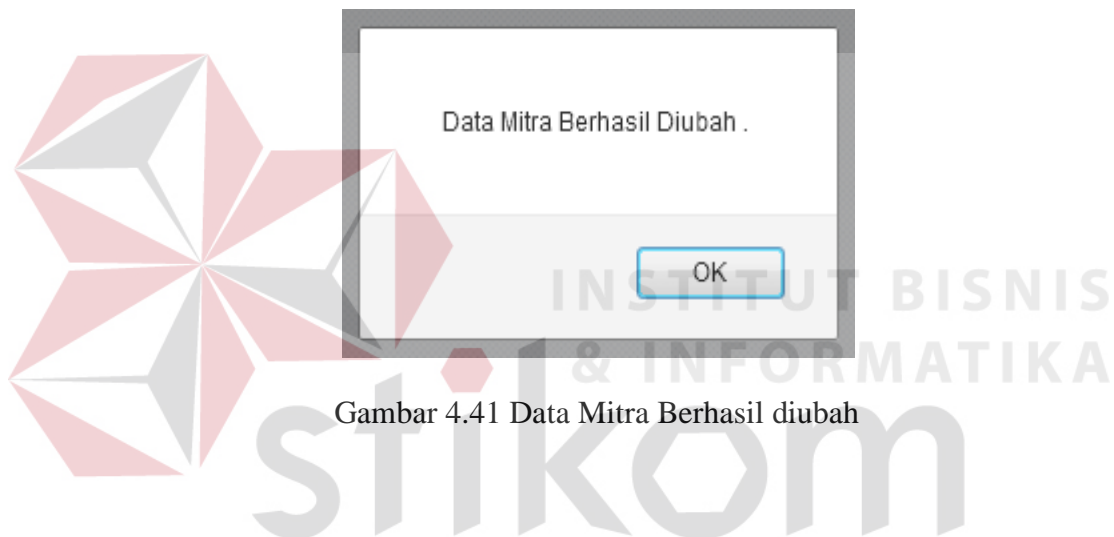 Data Mitra Berhasil Diubah .
OK
INSTITUT BISNIS
& INFORMATIKA
Gambar 4.41 Data Mitra Berhasil diubah
stikom